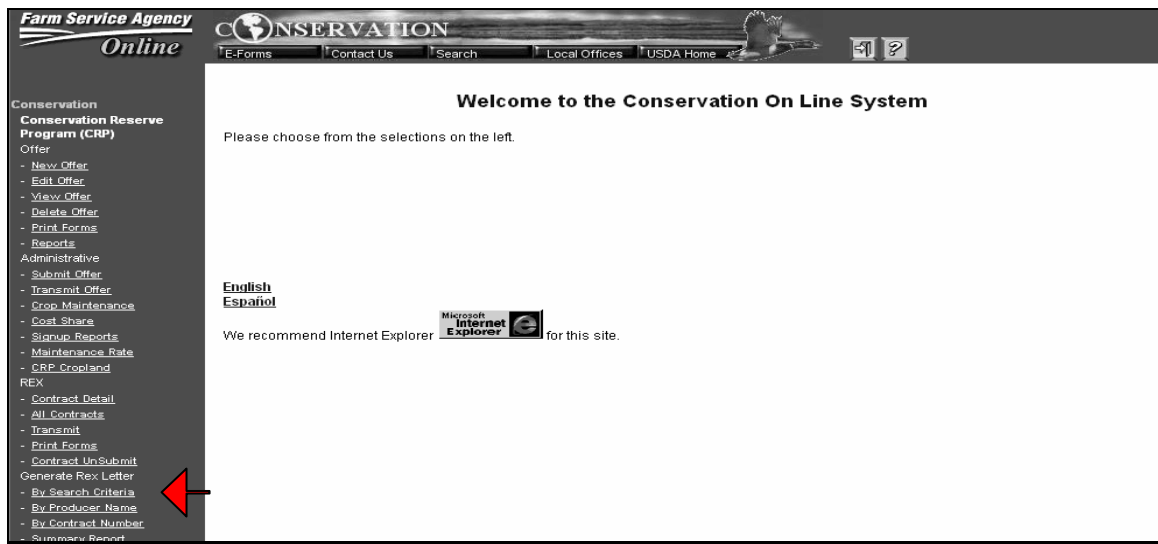 Farm Service Agency
Online
CONSERVATION
E-Forms Contact Us Search Local Offices USDA Home
Conservation
Conservation Reserve
Program (CRP)
Offer
- New Offer
- Edit Offer
- View Offer
- Delete Offer
- Print Forms
- Reports
Administrative
- Submit Offer
- Transmit Offer
- Crop Maintenance
- Cost Share
- Signup Reports
- Maintenance Rate
- CRP Cropland
REX
- Contract Detail
- All Contracts
- Transmit
- Print Forms
- Contract UnSubmit
Generate Rex Letter
- By Search Criteria
- By Producer Name
- By Contract Number
- Summary Report
Welcome to the Conservation On Line System
Please choose from the selections on the left.
English
Español
We recommend Internet Explorer Microsoft Internet Explorer for this site.